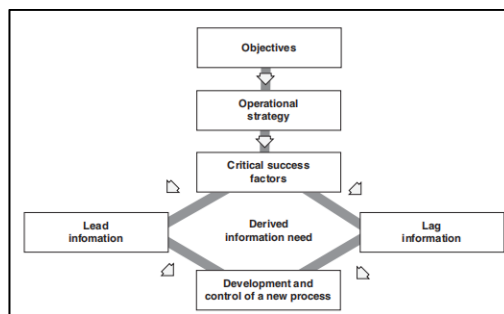 Objectives
Operational
strategy
Critical success
factors
Lead
infomation
Derived
information need
Lag
information
Development and
control of a new process